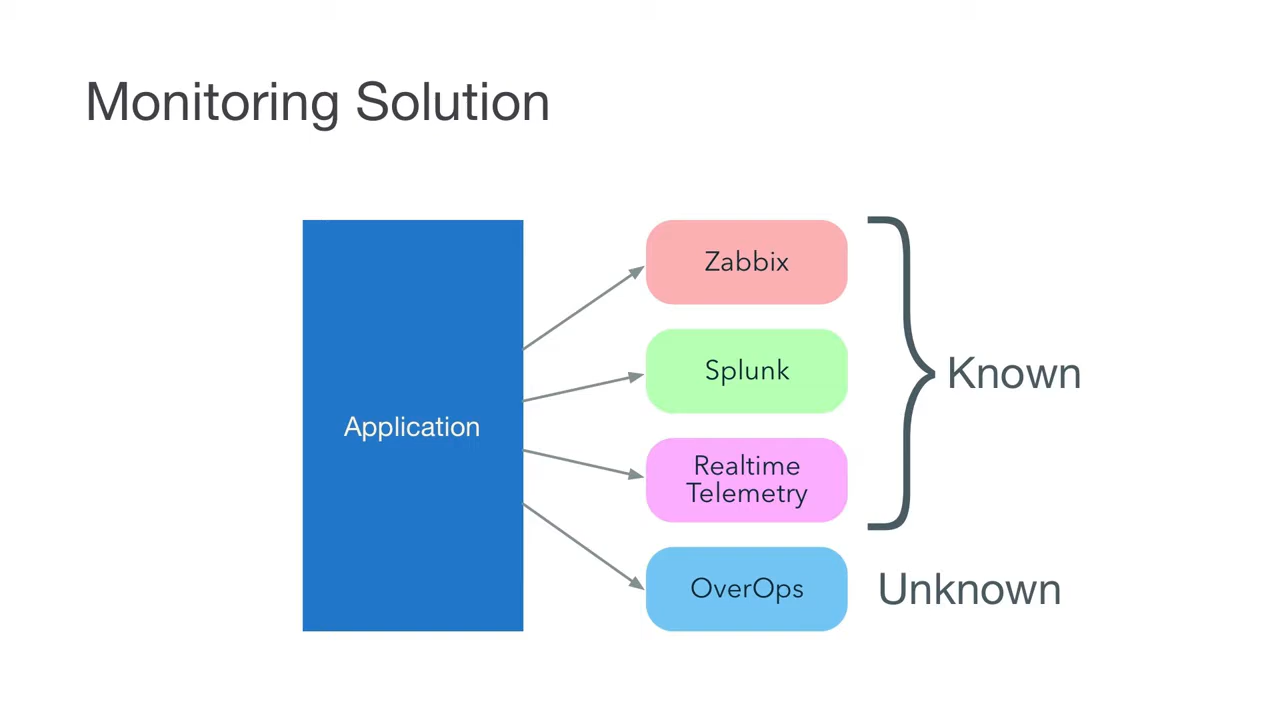 Monitoring Solution
Application
Zabbix
Splunk
Realtime
Telemetry
OverOps
Known
Unknown